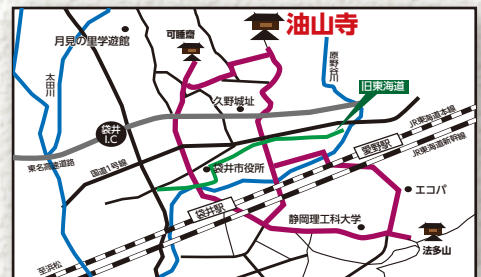 油山寺
可睡齋
月見の里学遊館
原野谷川
太田川
旧東海道
久野城址
袋井
I.C
JR東海道本線
愛野駅
東名高速道路
国道1号線
袋井市役所
JR東海道新幹線
エコパ
袋井駅
静岡理工科大学
法多山
至浜松